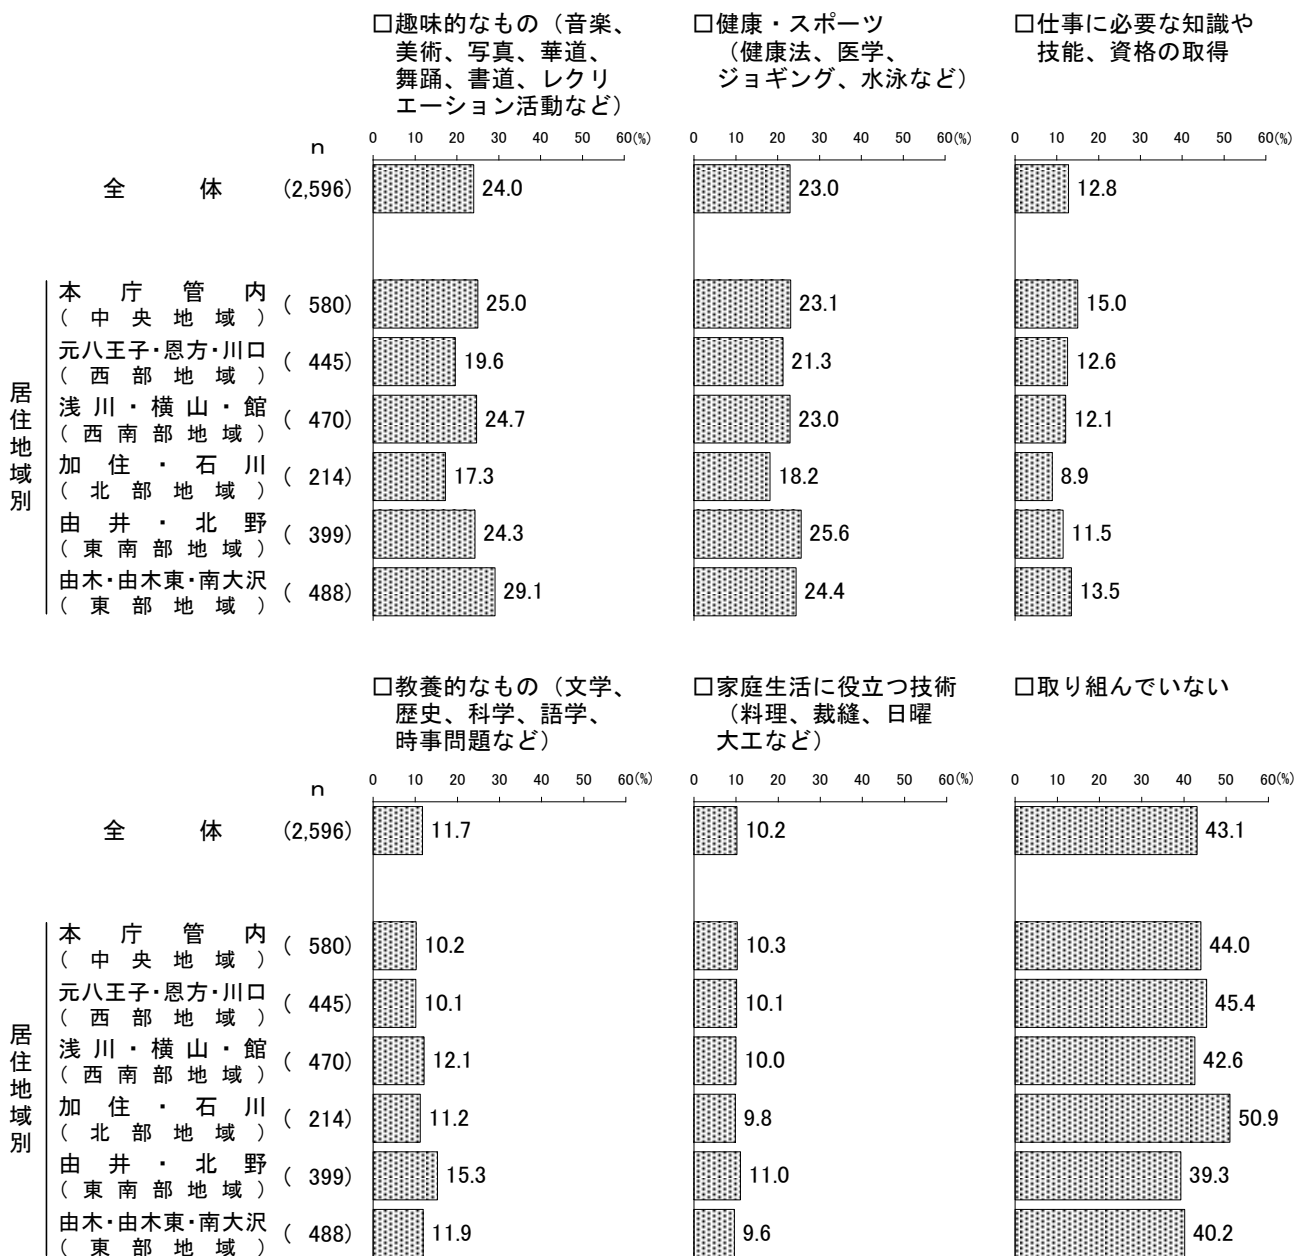 □趣味的なもの（音楽、
美術、写真、華道、
舞踊、書道、レクリ
エーション活動など）
□健康・スポーツ
（健康法、医学、
ジョギング、水泳など）
□仕事に必要な知識や
技能、資格の取得
n
0 10 20 30 40 50 60(%)
0 10 20 30 40 50 60(%)
0 10 20 30 40 50 60(%)
全体 (2,596) 24.0 23.0 12.8
居住地域別
本庁管内
（中央地域） ( 580) 25.0 23.1 15.0
元八王子・恩方・川口
（西部地域） ( 445) 19.6 21.3 12.6
浅川・横山・館
（西南部地域） ( 470) 24.7 23.0 12.1
加住・石川
（北部地域） ( 214) 17.3 18.2 8.9
由井・北野
（東南部地域） ( 399) 24.3 25.6 11.5
由木・由木東・南大沢
（東部地域） ( 488) 29.1 24.4 13.5
□教養的なもの（文学、
歴史、科学、語学、
時事問題など）
□家庭生活に役立つ技術
（料理、裁縫、日曜
大工など）
□取り組んでいない
n
0 10 20 30 40 50 60(%)
0 10 20 30 40 50 60(%)
0 10 20 30 40 50 60(%)
全体 (2,596) 11.7 10.2 43.1
居住地域別
本庁管内
（中央地域） ( 580) 10.2 10.3 44.0
元八王子・恩方・川口
（西部地域） ( 445) 10.1 10.1 45.4
浅川・横山・館
（西南部地域） ( 470) 12.1 10.0 42.6
加住・石川
（北部地域） ( 214) 11.2 9.8 50.9
由井・北野
（東南部地域） ( 399) 15.3 11.0 39.3
由木・由木東・南大沢
（東部地域） ( 488) 11.9 9.6 40.2